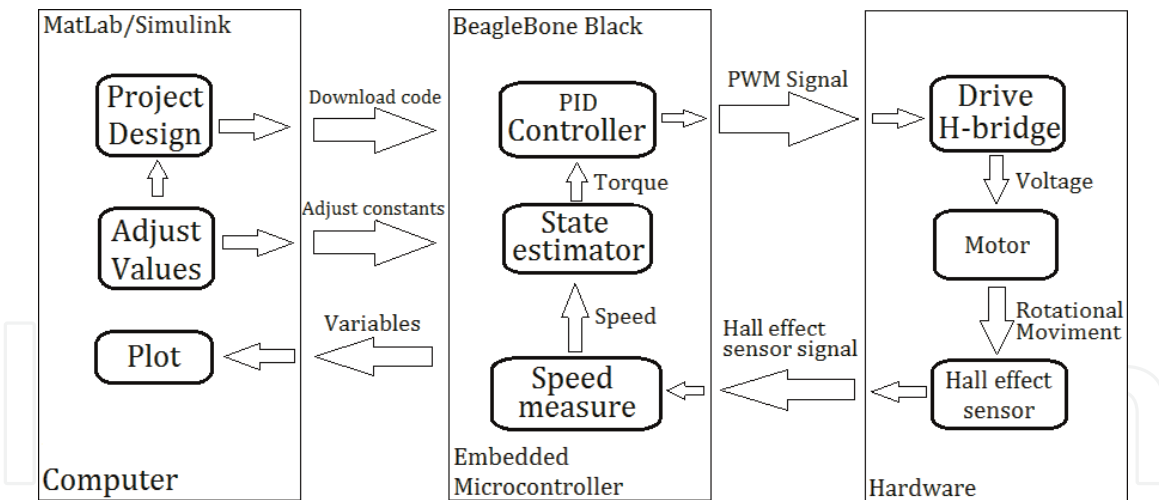 MatLab/Simulink
Project
Design
Adjust
Values
Plot
Computer
Download code
Adjust constants
Variables
BeagleBone Black
PID
Controller
Torque
State
estimator
Speed
Speed
measure
Embedded
Microcontroller
PWM Signal
Hall effect
sensor signal
Drive
H-bridge
Voltage
Motor
Rotational
Moviment
Hall effect
sensor
Hardware